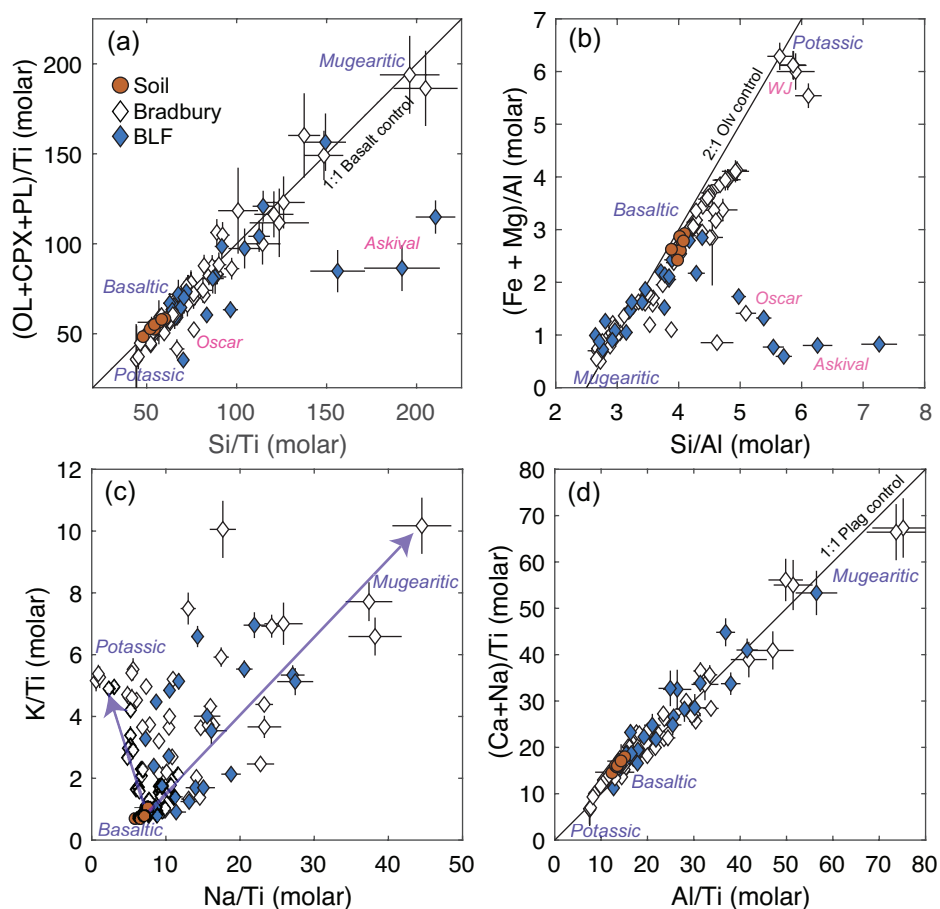 (a)
Soil
Bradbury
BLF
Mugearitic
1:1 Basalt control
Basaltic
Askival
Oscar
Potassic
200
150
100
50
(OL+CPX+PL)/Ti (molar)
50 100 150 200
Si/Ti (molar)
(b)
Potassic
WJ
2:1 Olv control
Basaltic
Oscar
Mugearitic
Askival
7
6
5
4
3
2
1
0
(Fe + Mg)/Al (molar)
2 3 4 5 6 7 8
Si/Al (molar)
(c)
Mugearitic
Potassic
Basaltic
12
10
8
6
4
2
0
K/Ti (molar)
0 10 20 30 40 50
Na/Ti (molar)
(d)
1:1 Plag control
Mugearitic
Basaltic
Potassic
80
70
60
50
40
30
20
10
0
(Ca+Na)/Ti (molar)
0 10 20 30 40 50 60 70 80
Al/Ti (molar)